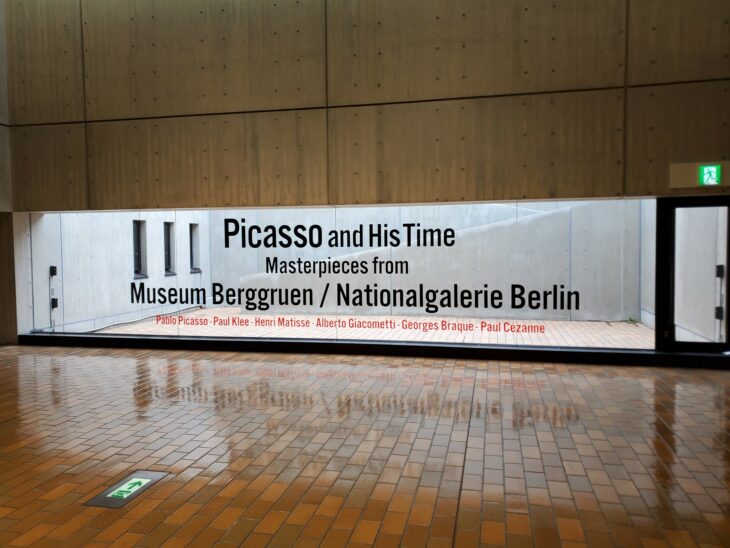 Picasso and His Time
Masterpieces from
Museum Berggruen / Nationalgalerie Berlin
Pablo Picasso · Paul Klee · Henri Matisse · Alberto Giacometti · Georges Braque · Paul Cezanne